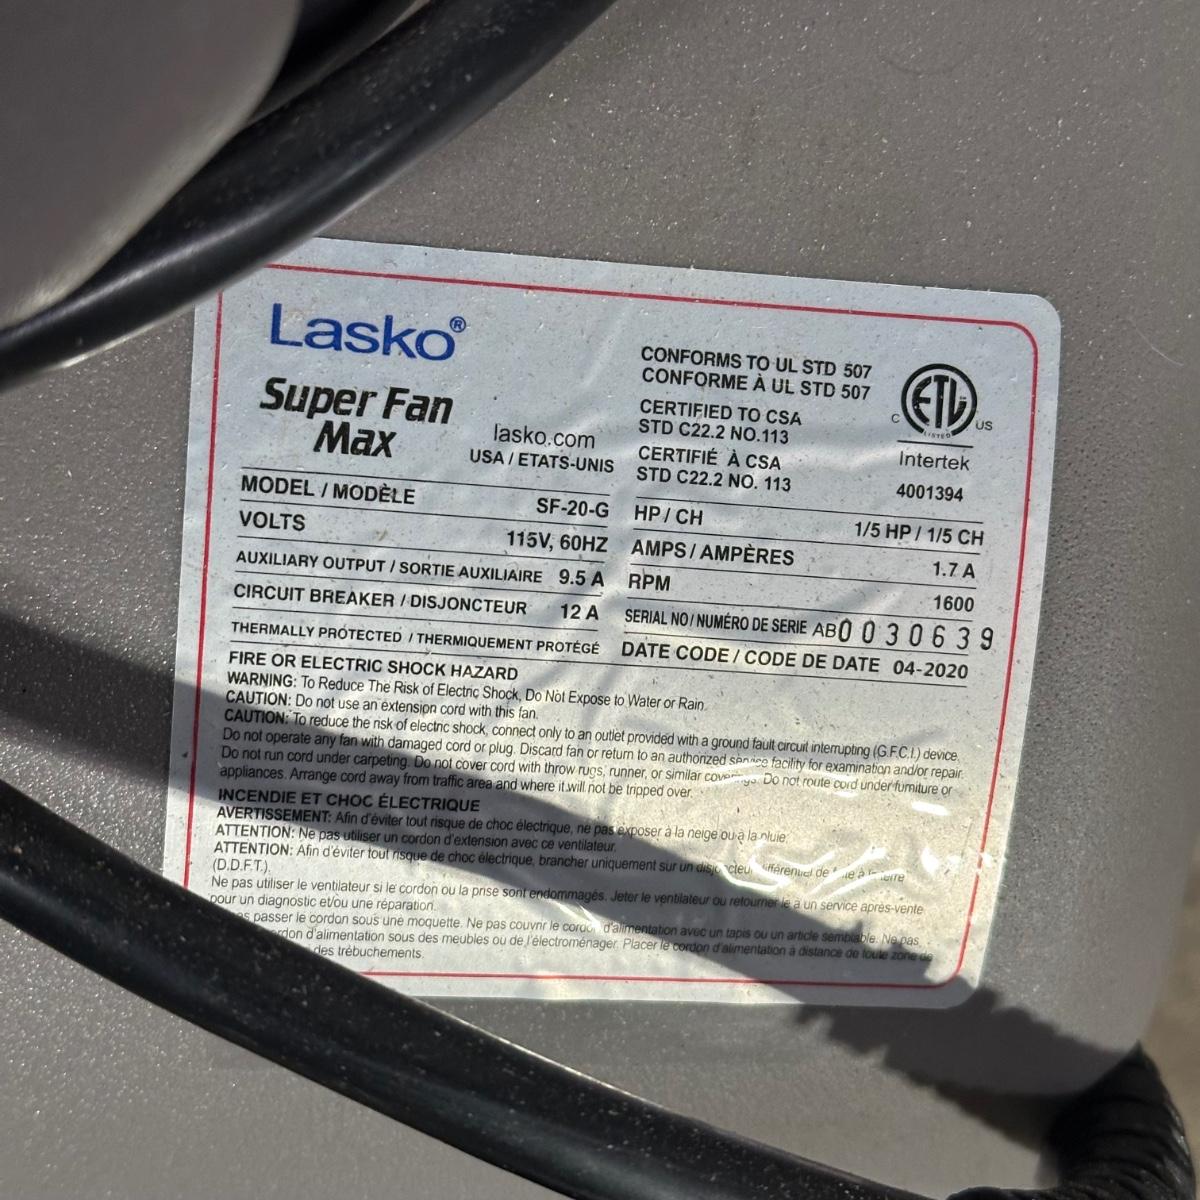 Lasko®
Super Fan
Max
lasko.com
USA / ETATS-UNIS
CONFORMS TO UL STD 507
CONFORME À UL STD 507
CERTIFIED TO CSA
STD C22.2 NO.113
CERTIFIÉ À CSA
STD C22.2 NO. 113
ETL
LISTED
C US
Intertek
4001394
MODEL / MODÈLE SF-20-G
VOLTS 115V, 60HZ
AUXILIARY OUTPUT / SORTIE AUXILIAIRE 9.5 A
CIRCUIT BREAKER / DISJONCTEUR 12 A
THERMALLY PROTECTED / THERMIQUEMENT PROTÉGÉ
HP / CH 1/5 HP / 1/5 CH
AMPS / AMPÈRES 1.7 A
RPM 1600
SERIAL NO / NUMÉRO DE SERIE AB0030639
DATE CODE / CODE DE DATE 04-2020
FIRE OR ELECTRIC SHOCK HAZARD
WARNING: To Reduce The Risk of Electric Shock, Do Not Expose to Water or Rain.
CAUTION: Do not use an extension cord with this fan.
CAUTION: To reduce the risk of electric shock, connect only to an outlet provided with a ground fault circuit interrupting (G.F.C.I.) device.
Do not operate any fan with damaged cord or plug. Discard fan or return to an authorized service facility for examination and/or repair.
Do not run cord under carpeting. Do not cover cord with throw rugs, runner, or similar coverings. Do not route cord under furniture or
appliances. Arrange cord away from traffic area and where it will not be tripped over.
INCENDIE ET CHOC ÉLECTRIQUE
AVERTISSEMENT: Afin d'éviter tout risque de choc électrique, ne pas exposer à la neige ou à la pluie
ATTENTION: Ne pas utiliser un cordon d'extension avec ce ventilateur.
ATTENTION: Afin d'éviter tout risque de choc électrique, brancher uniquement sur un disjoncteur différentiel de à la terre
(D.D.F.T.).
Ne pas utiliser le ventilateur si le cordon ou la prise sont endommagés. Jeter le ventilateur ou retourner le à un service après-vente
pour un diagnostic et/ou une réparation.
passer le cordon sous une moquette. Ne pas couvrir le cordon d'alimentation avec un tapis ou un article semblable. Ne pas
d'alimentation sous des meubles ou de l'électroménager. Placer le cordon d'alimentation à distance de toute zone de
des trébuchements.